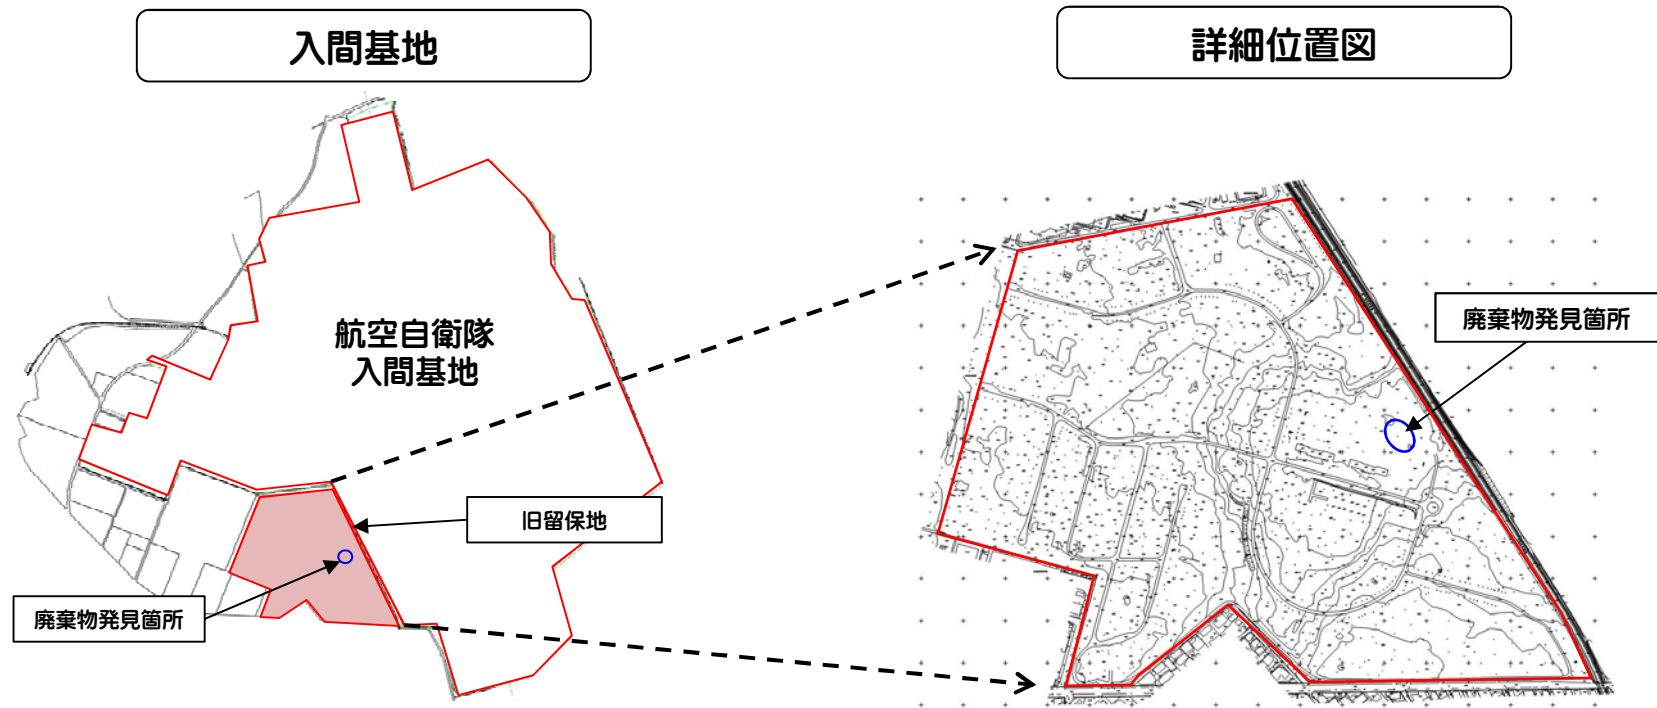 入間基地
詳細位置図
航空自衛隊
入間基地
廃棄物発見箇所
旧留保地
廃棄物発見箇所